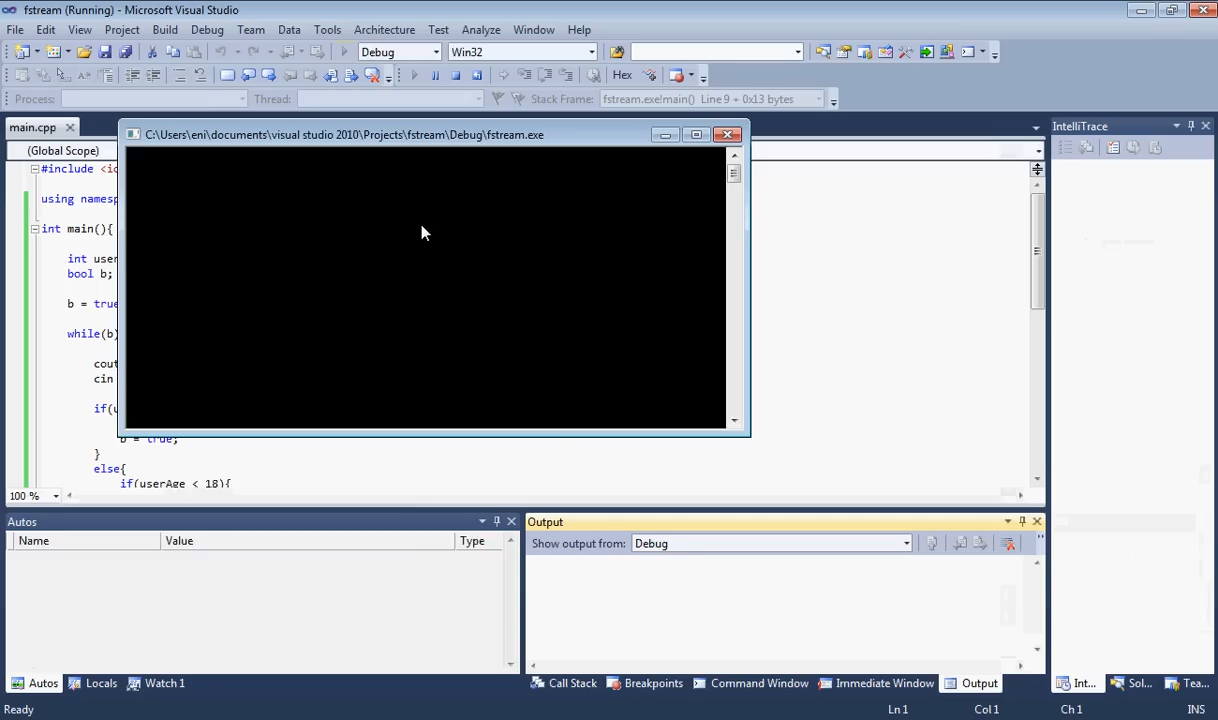 fstream (Running) - Microsoft Visual Studio
File Edit View Project Build Debug Team Data Tools Architecture Test Analyze Window Help
Debug Win32
Hex
Process: Thread: Stack Frame: fstream.exe!main() Line 9 + 0x13 bytes
main.cpp
C:\Users\eni\documents\visual studio 2010\Projects\fstream\Debug\fstream.exe
IntelliTrace
(Global Scope)
#include <io
using namesp
int main(){
int user
bool b;
b = true
while(b)
cout
cin
if(u
b = true;
}
else{
if(userAge < 18){
100 %
Autos
Name Value Type
Output
Show output from: Debug
Autos Locals Watch 1
Call Stack Breakpoints Command Window Immediate Window Output
Int... Sol... Tea...
Ready Ln 1 Col 1 Ch 1 INS